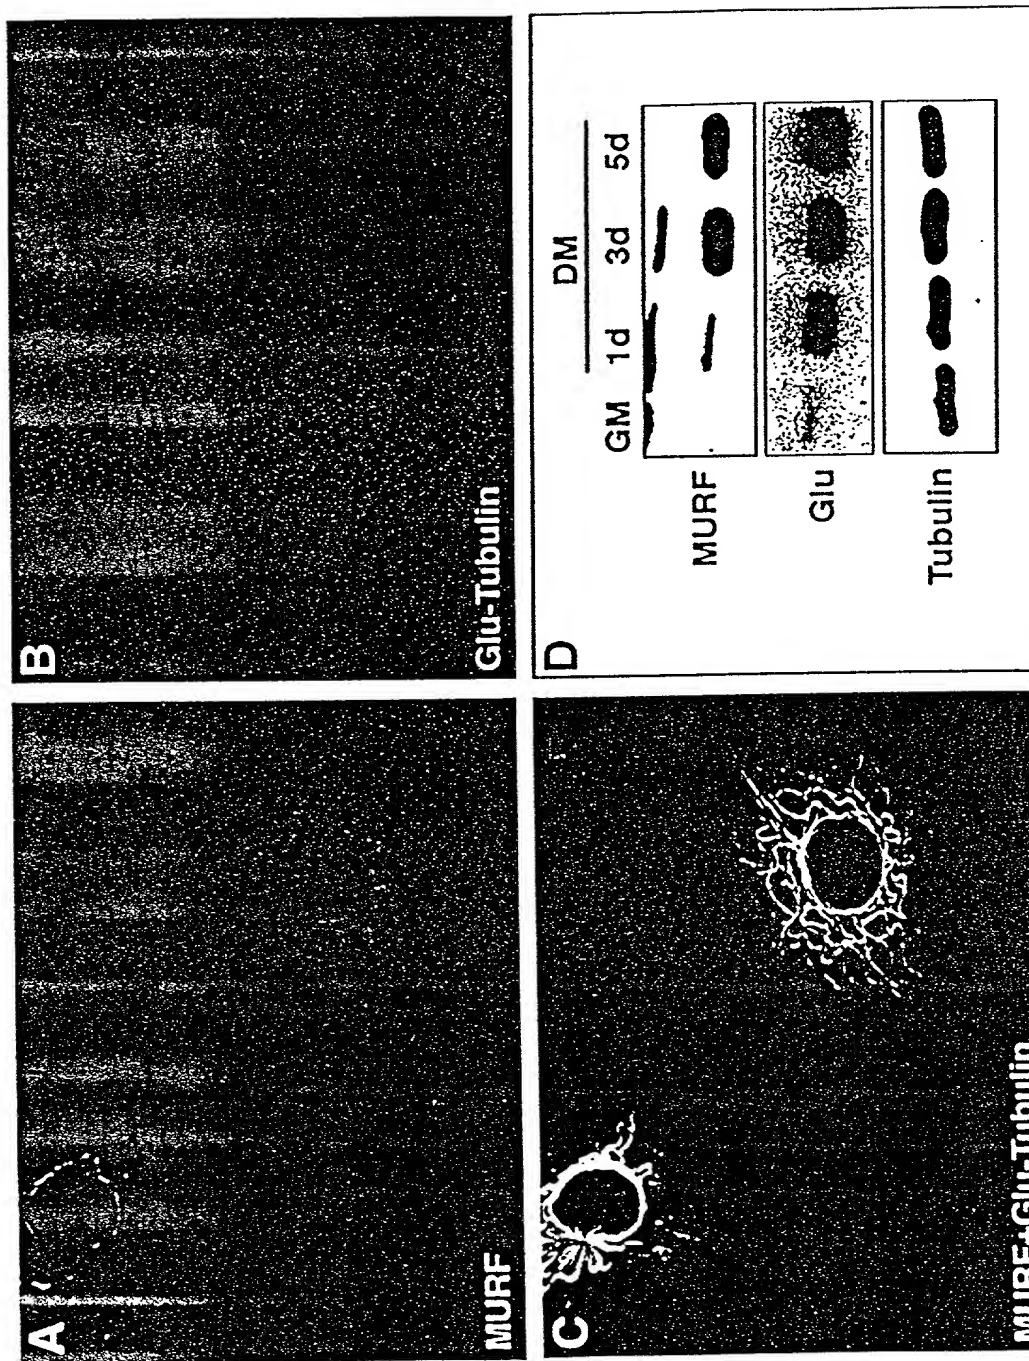 A
MURF
B
Glu-Tubulin
C
MURF+Glu-Tubulin
D
DM
GM 1d 3d 5d
MURF
Glu
Tubulin